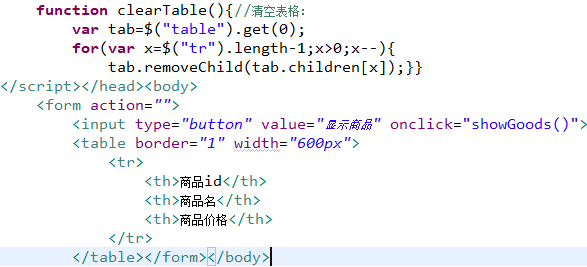 function clearTable(){//清空表格:
var tab=$("table").get(0);
for(var x=$("tr").length-1;x>0;x--){
tab.removeChild(tab.children[x]);}}
</script></head><body>
<form action="">
<input type="button" value="显示商品" onclick="showGoods()">
<table border="1" width="600px">
<tr>
<th>商品id</th>
<th>商品名</th>
<th>商品价格</th>
</tr>
</table></form></body>